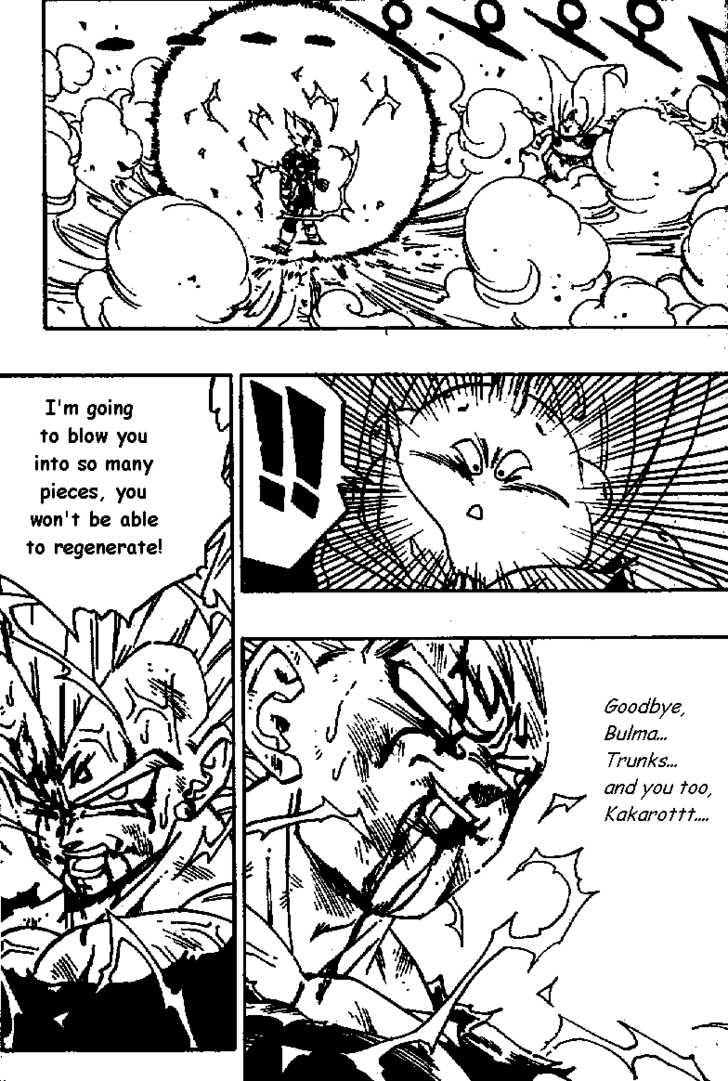 I'm going
to blow you
into so many
pieces, you
won't be able
to regenerate!
!!
Goodbye,
Bulma...
Trunks...
and you too,
Kakarottt....